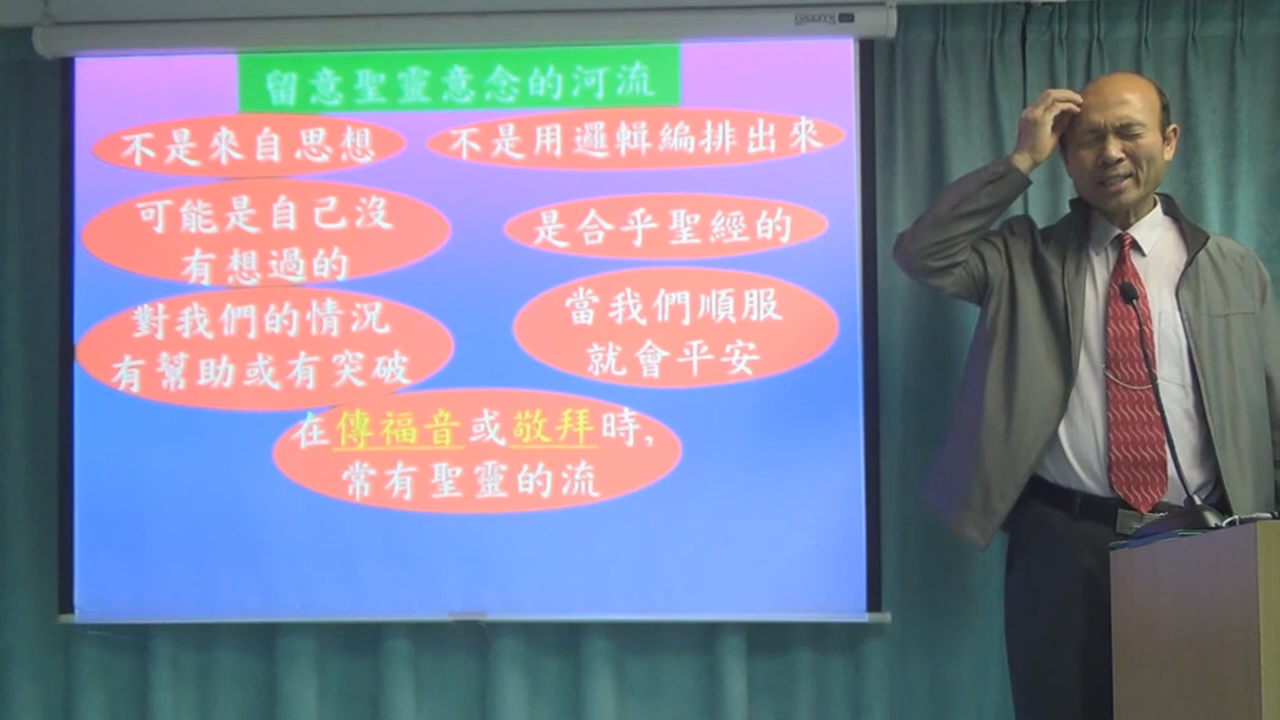 留意聖靈意念的河流
不是來自思想
不是用邏輯編排出來
可能是自己沒
有想過的
是合乎聖經的
對我們的情況
有幫助或有突破
當我們順服
就會平安
在傳福音或敬拜時,
常有聖靈的流